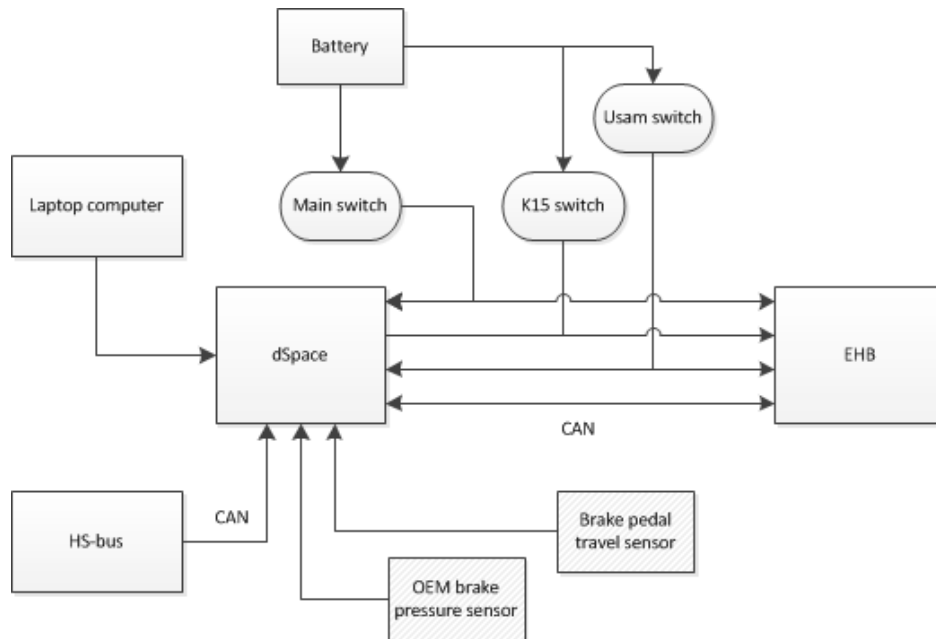 Battery
Usam switch
Laptop computer
Main switch
K15 switch
dSpace
EHB
CAN
CAN
HS-bus
Brake pedal
travel sensor
OEM brake
pressure sensor